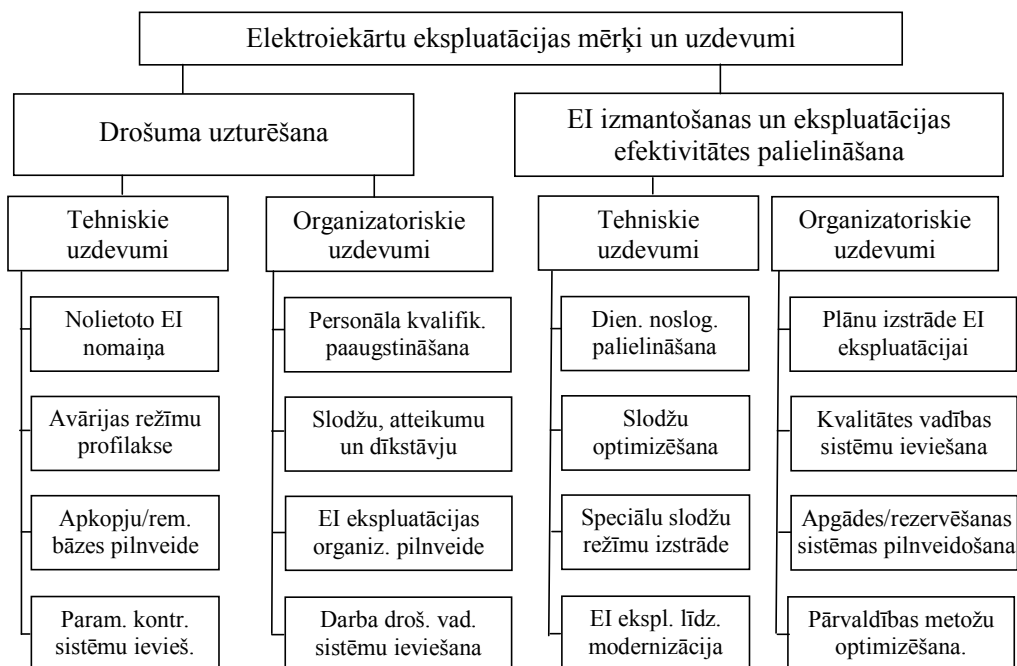 Elektroiekārtu ekspluatācijas mērķi un uzdevumi
Drošuma uzturēšana
EI izmantošanas un ekspluatācijas
efektivitātes palielināšana
Tehniskie
uzdevumi
Organizatoriskie
uzdevumi
Tehniskie
uzdevumi
Organizatoriskie
uzdevumi
Nolietoto EI
nomaiņa
Personāla kvalifik.
paaugstināšana
Dien. noslog.
palielināšana
Plānu izstrāde EI
ekspluatācijai
Avārijas režīmu
profilakse
Slodžu, atteikumu
un dīkstāvju
Slodžu
optimizēšana
Kvalitātes vadības
sistēmu ieviešana
Apkopju/rem.
bāzes pilnveide
EI ekspluatācijas
organiz. pilnveide
Speciālu slodžu
režīmu izstrāde
Apgādes/rezervēšanas
sistēmas pilnveidošana
Param. kontr.
sistēmu ievieš.
Darba droš. vad.
sistēmu ieviešana
EI ekspl. līdz.
modernizācija
Pārvaldības metožu
optimizēšana.